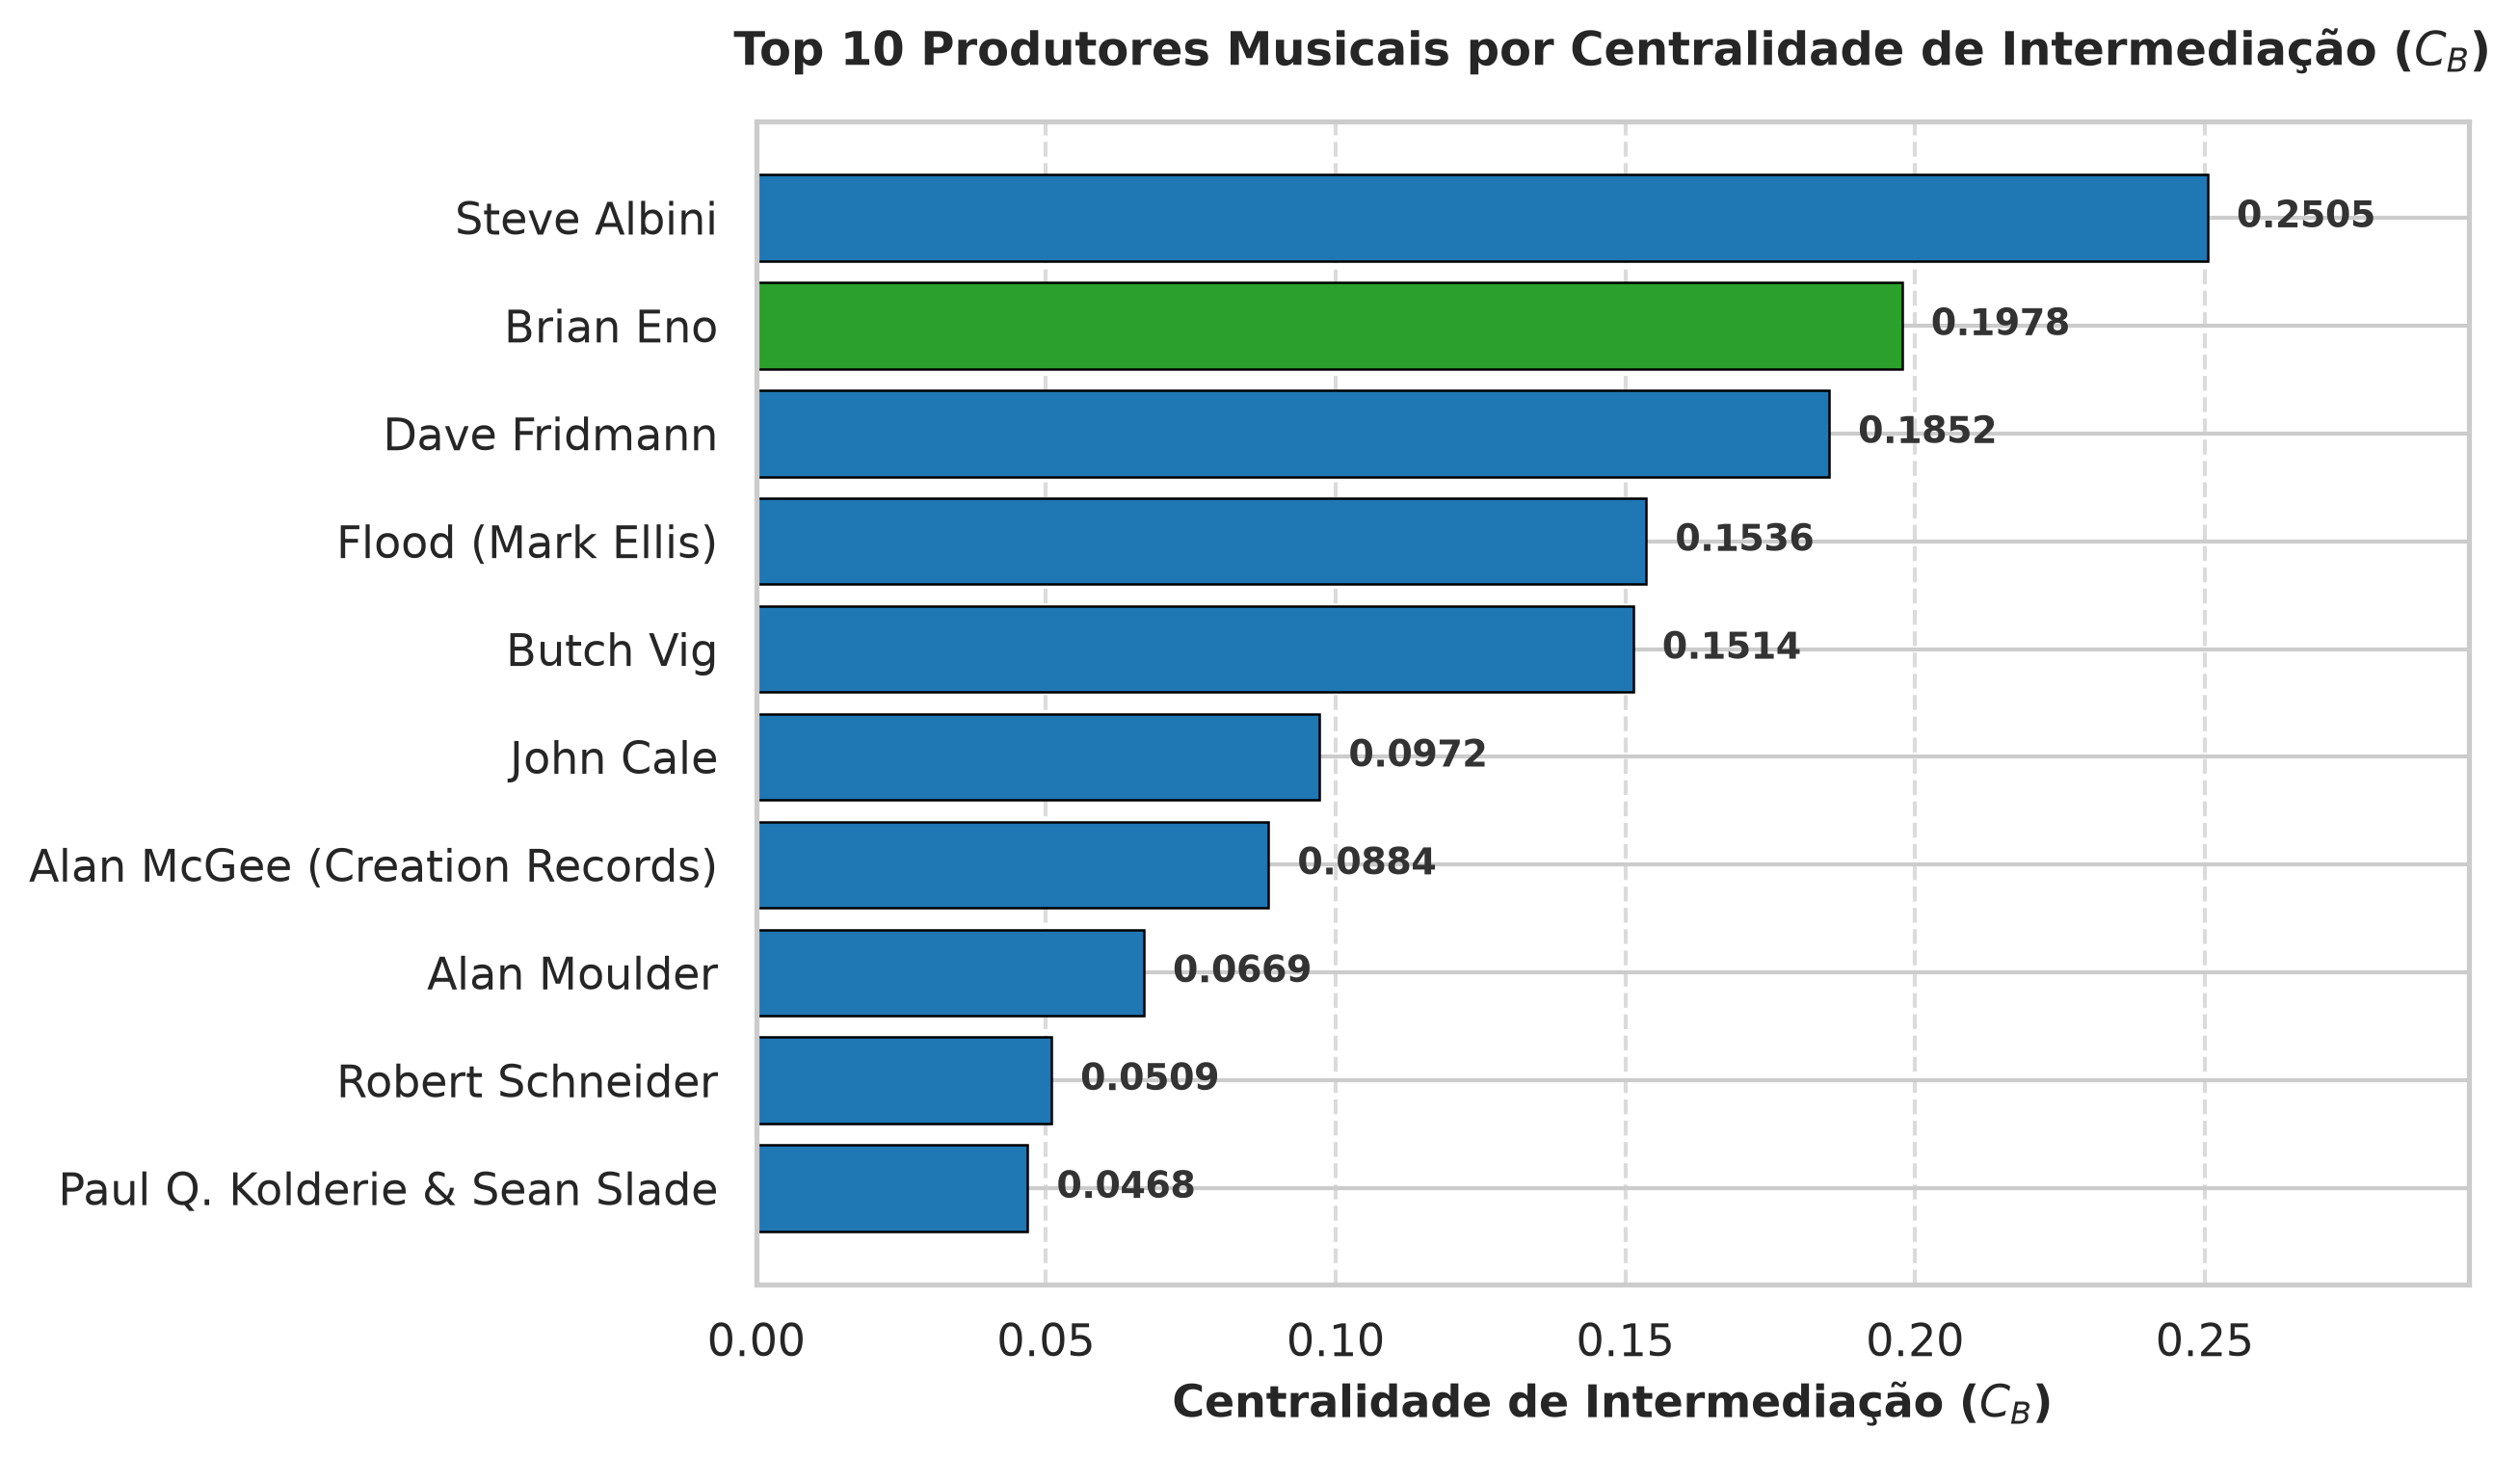 Top 10 Produtores Musicais por Centralidade de Intermediação (C_B)
Steve Albini 0.2505
Brian Eno 0.1978
Dave Fridmann 0.1852
Flood (Mark Ellis) 0.1536
Butch Vig 0.1514
John Cale 0.0972
Alan McGee (Creation Records) 0.0884
Alan Moulder 0.0669
Robert Schneider 0.0509
Paul Q. Kolderie & Sean Slade 0.0468
0.00 0.05 0.10 0.15 0.20 0.25
Centralidade de Intermediação (C_B)